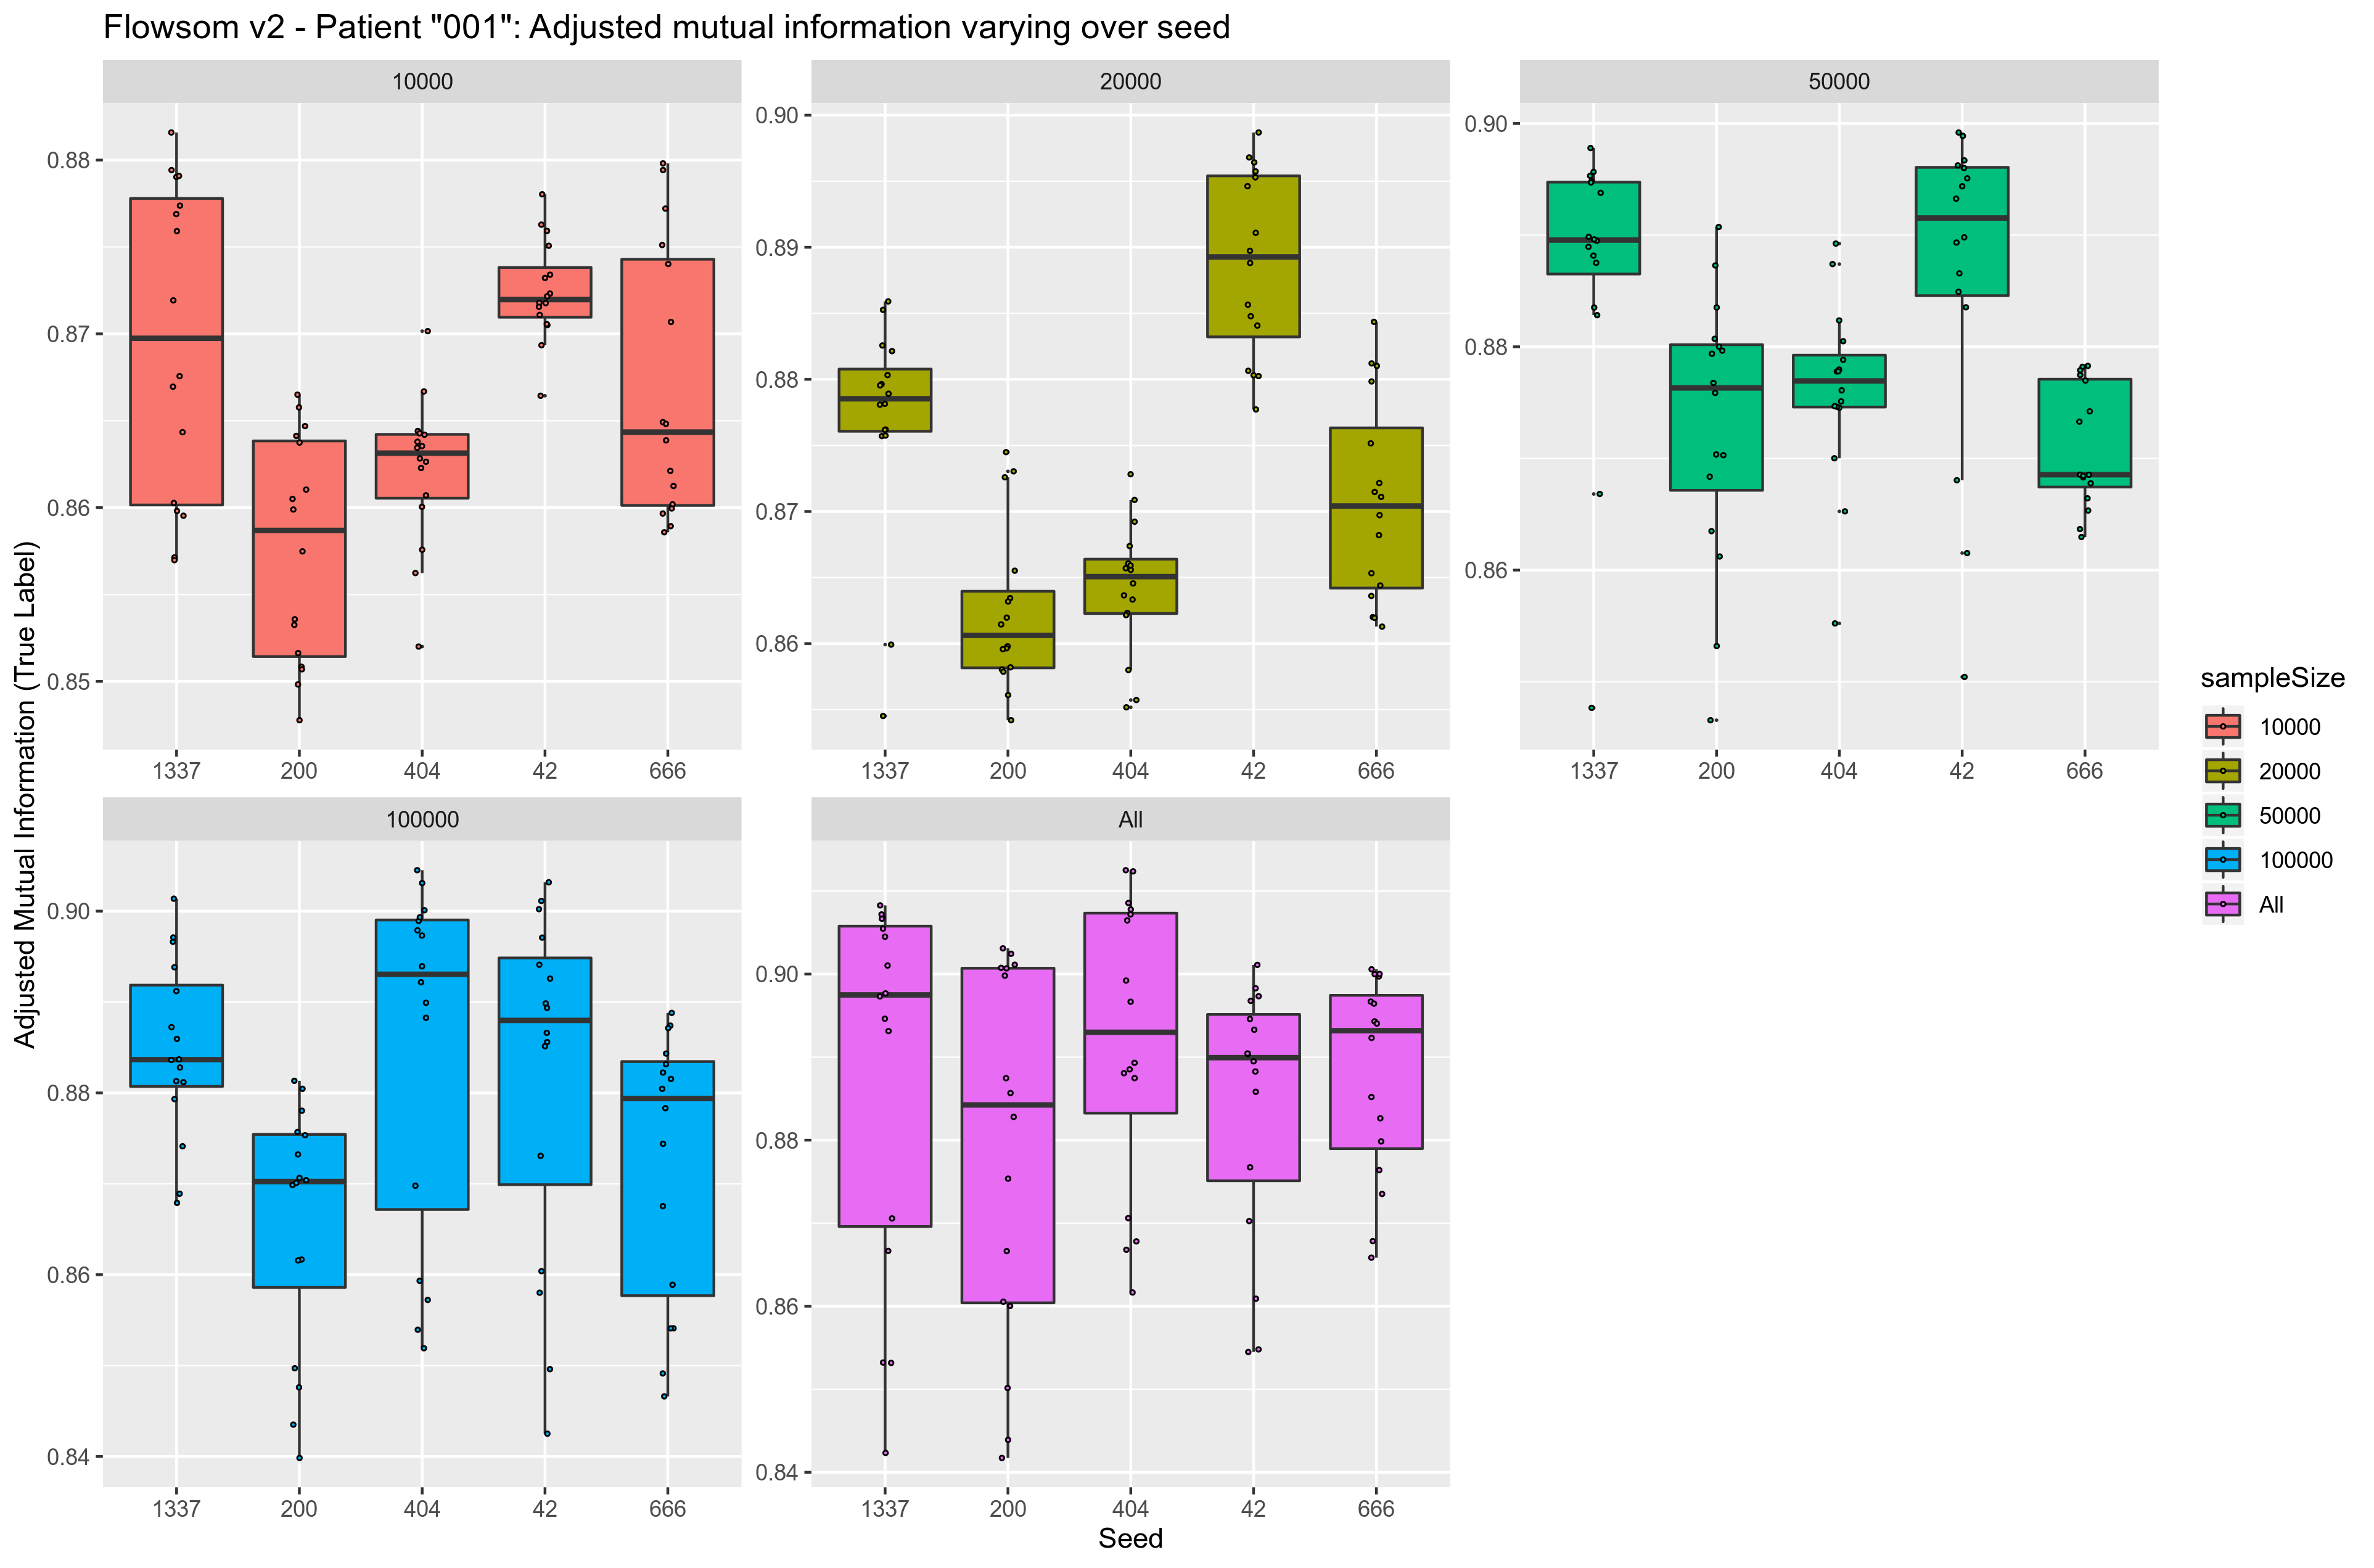 Flowsom v2 - Patient "001": Adjusted mutual information varying over seed
Adjusted Mutual Information (True Label)
10000
0.88
0.87
0.86
0.85
1337 200 404 42 666
20000
0.90
0.89
0.88
0.87
0.86
1337 200 404 42 666
50000
0.90
0.88
0.86
1337 200 404 42 666
100000
0.90
0.88
0.86
0.84
1337 200 404 42 666
All
0.90
0.88
0.86
0.84
1337 200 404 42 666
Seed
sampleSize
10000
20000
50000
100000
All